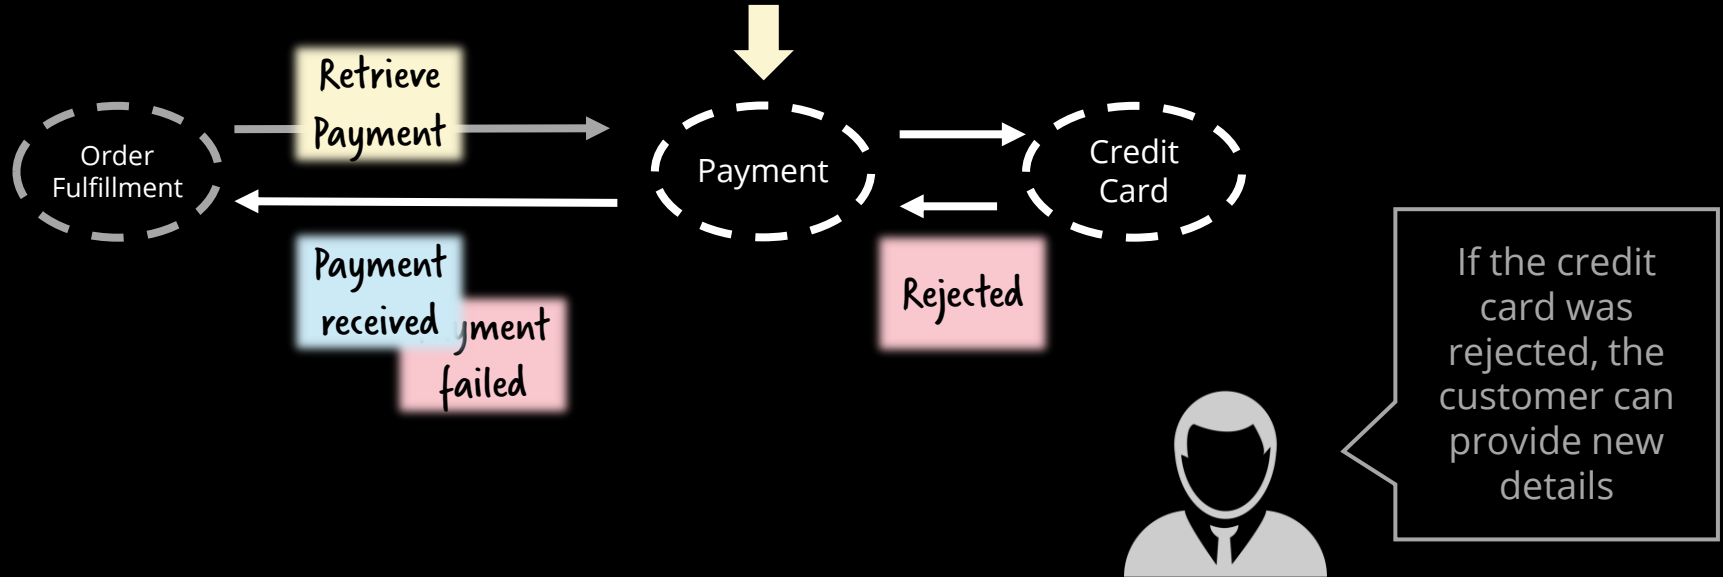 Retrieve
Payment
Order
Fulfillment
Payment
Credit
Card
Payment
received
yment
failed
Rejected
If the credit
card was
rejected, the
customer can
provide new
details